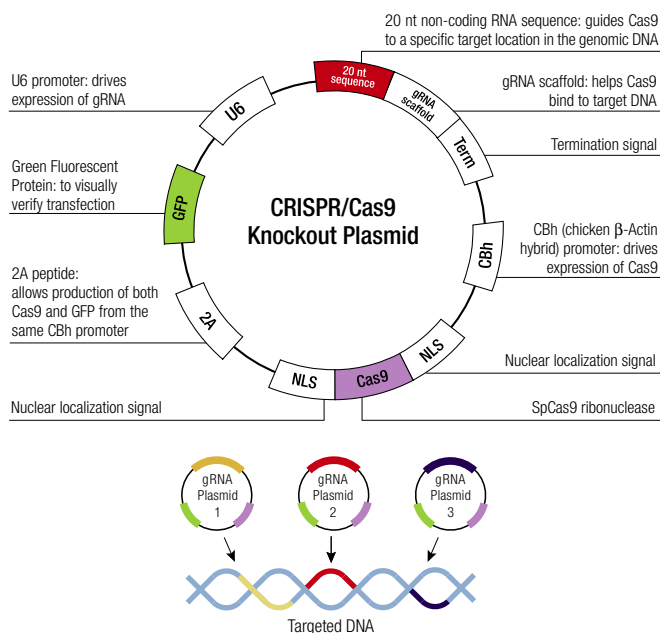 20 nt non-coding RNA sequence: guides Cas9
to a specific target location in the genomic DNA
U6 promoter: drives
expression of gRNA
20 nt
sequence
gRNA
scaffold
gRNA scaffold: helps Cas9
bind to target DNA
U6
Term
Termination signal
Green Fluorescent
Protein: to visually
verify transfection
GFP
CRISPR/Cas9
Knockout Plasmid
CBh
CBh (chicken β-Actin
hybrid) promoter: drives
expression of Cas9
2A peptide:
allows production of both
Cas9 and GFP from the
same CBh promoter
2A
NLS
Cas9
NLS
Nuclear localization signal
Nuclear localization signal
SpCas9 ribonuclease
gRNA
Plasmid
1
gRNA
Plasmid
2
gRNA
Plasmid
3
Targeted DNA